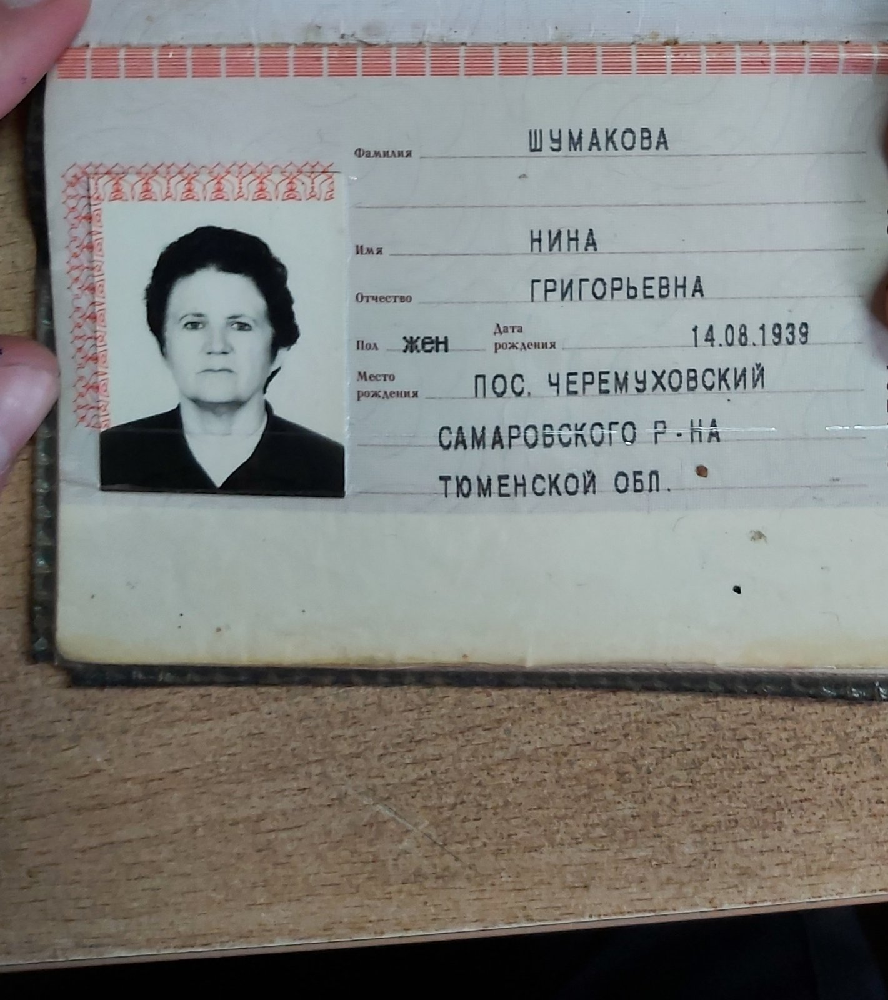 Фамилия ШУМАКОВА
Имя НИНА
Отчество ГРИГОРЬЕВНА
Пол ЖЕН Дата рождения 14.08.1939
Место рождения ПОС. ЧЕРЕМУХОВСКИЙ
САМАРОВСКОГО Р-НА
ТЮМЕНСКОЙ ОБЛ.